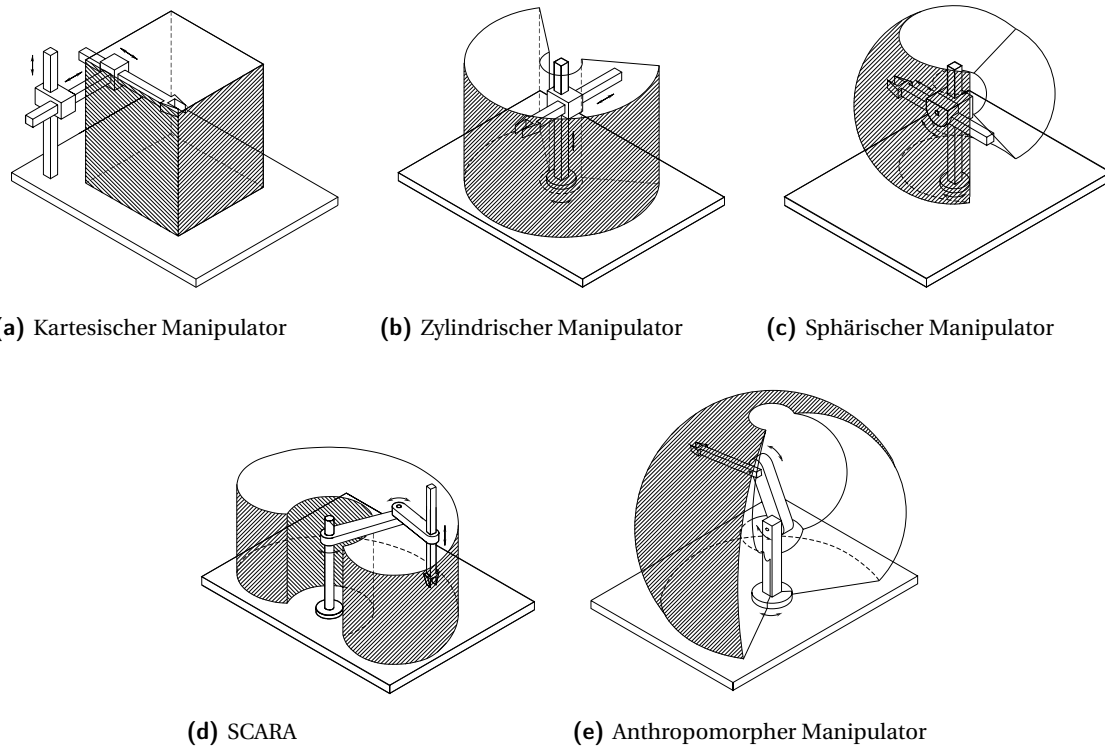 (a) Kartesischer Manipulator
(b) Zylindrischer Manipulator
(c) Sphärischer Manipulator
(d) SCARA
(e) Anthropomorpher Manipulator